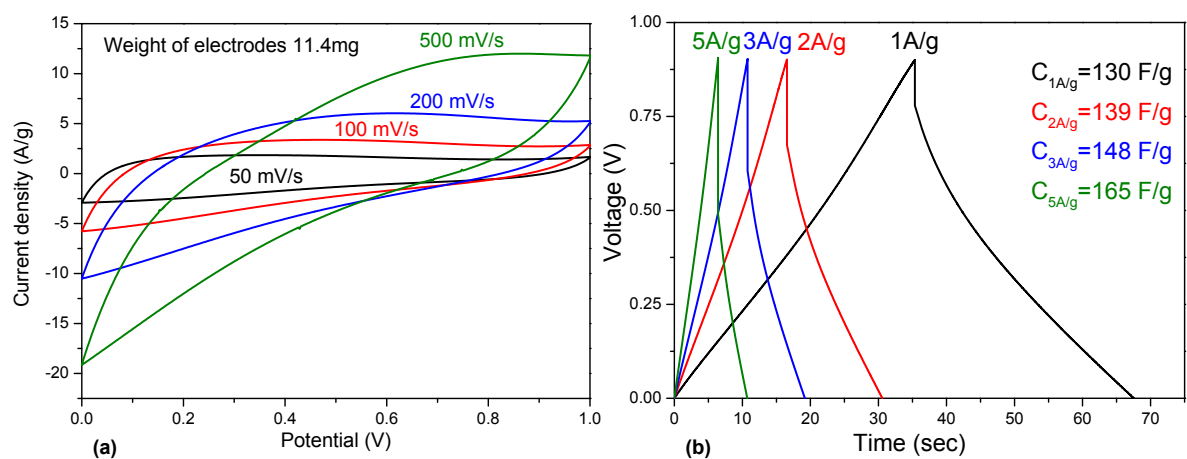 Weight of electrodes 11.4mg
500 mV/s
200 mV/s
100 mV/s
50 mV/s
Current density (A/g)
15
10
5
0
-5
-10
-15
-20
0.0 0.2 0.4 0.6 0.8 1.0
Potential (V)
(a)
5A/g 3A/g 2A/g 1A/g
C1A/g=130 F/g
C2A/g=139 F/g
C3A/g=148 F/g
C5A/g=165 F/g
Voltage (V)
1.00
0.75
0.50
0.25
0.00
0 10 20 30 40 50 60 70
Time (sec)
(b)